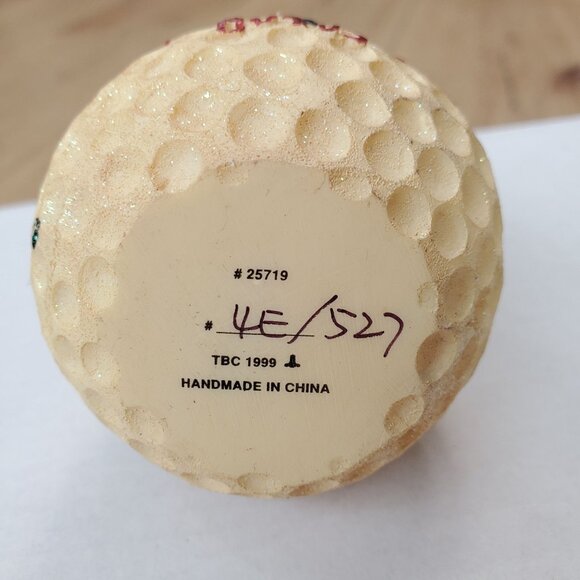 # 25719
# 4E/527
TBC 1999
HANDMADE IN CHINA